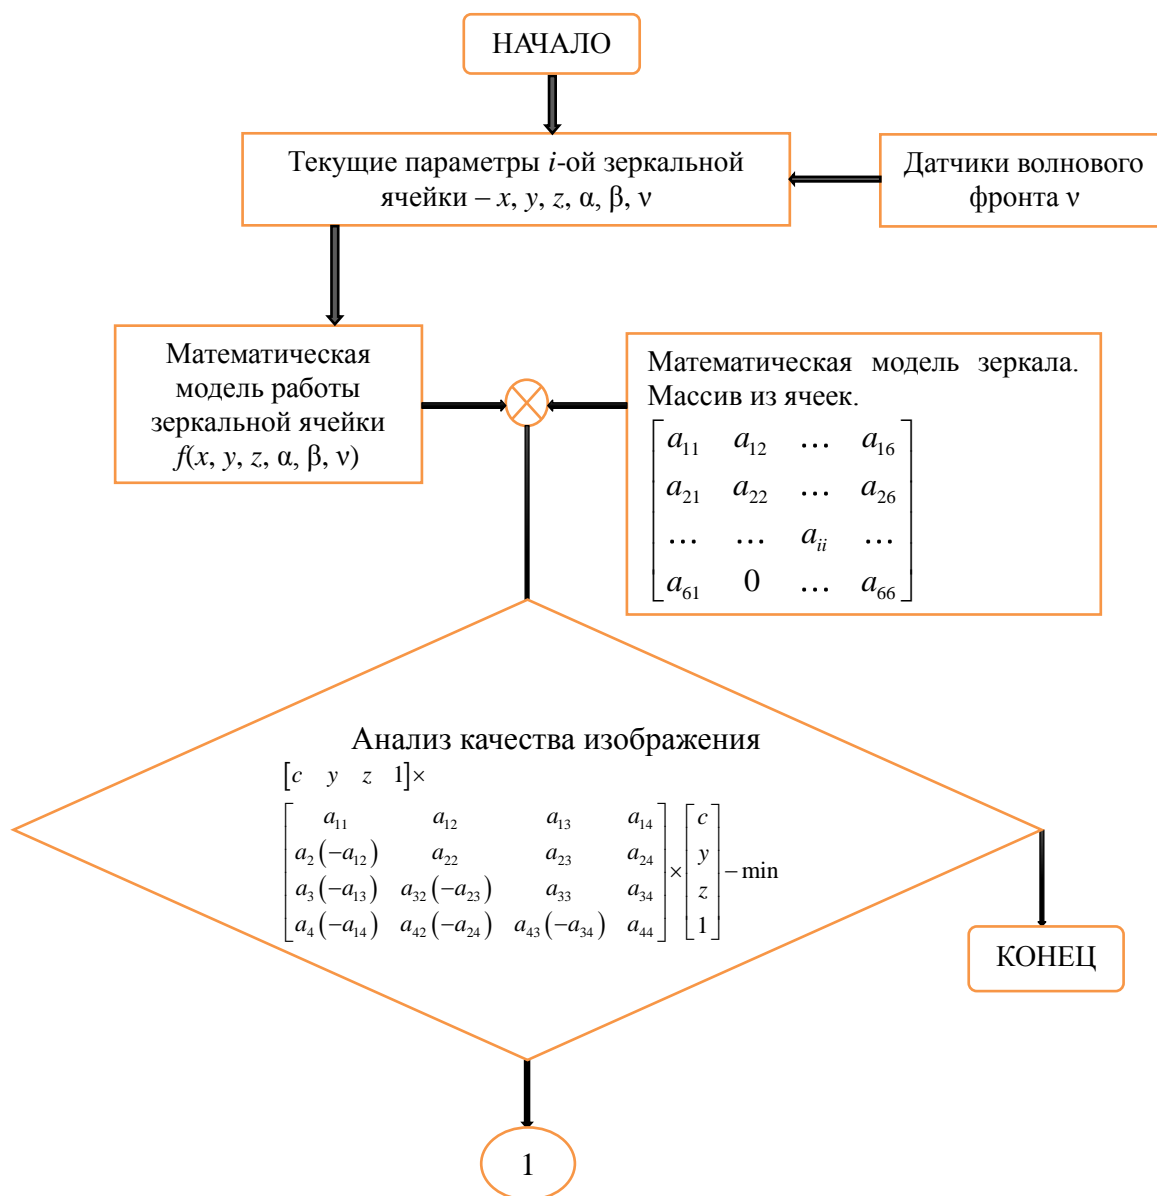 НАЧАЛО
Текущие параметры i-ой зеркальной
ячейки – x, y, z, α, β, ν
Датчики волнового
фронта ν
Математическая
модель работы
зеркальной ячейки
f(x, y, z, α, β, ν)
Математическая модель зеркала.
Массив из ячеек.
[a₁₁ a₁₂ … a₁₆]
[a₂₁ a₂₂ … a₂₆]
[… … aᵢᵢ …]
[a₆₁ 0 … a₆₆]
Анализ качества изображения
[c y z 1]×
[a₁₁ a₁₂ a₁₃ a₁₄] [c]
[a₂(−a₁₂) a₂₂ a₂₃ a₂₄] [y]
[a₃(−a₁₃) a₃₂(−a₂₃) a₃₃ a₃₄] × [z] − min
[a₄(−a₁₄) a₄₂(−a₂₄) a₄₃(−a₃₄) a₄₄] [1]
КОНЕЦ
1